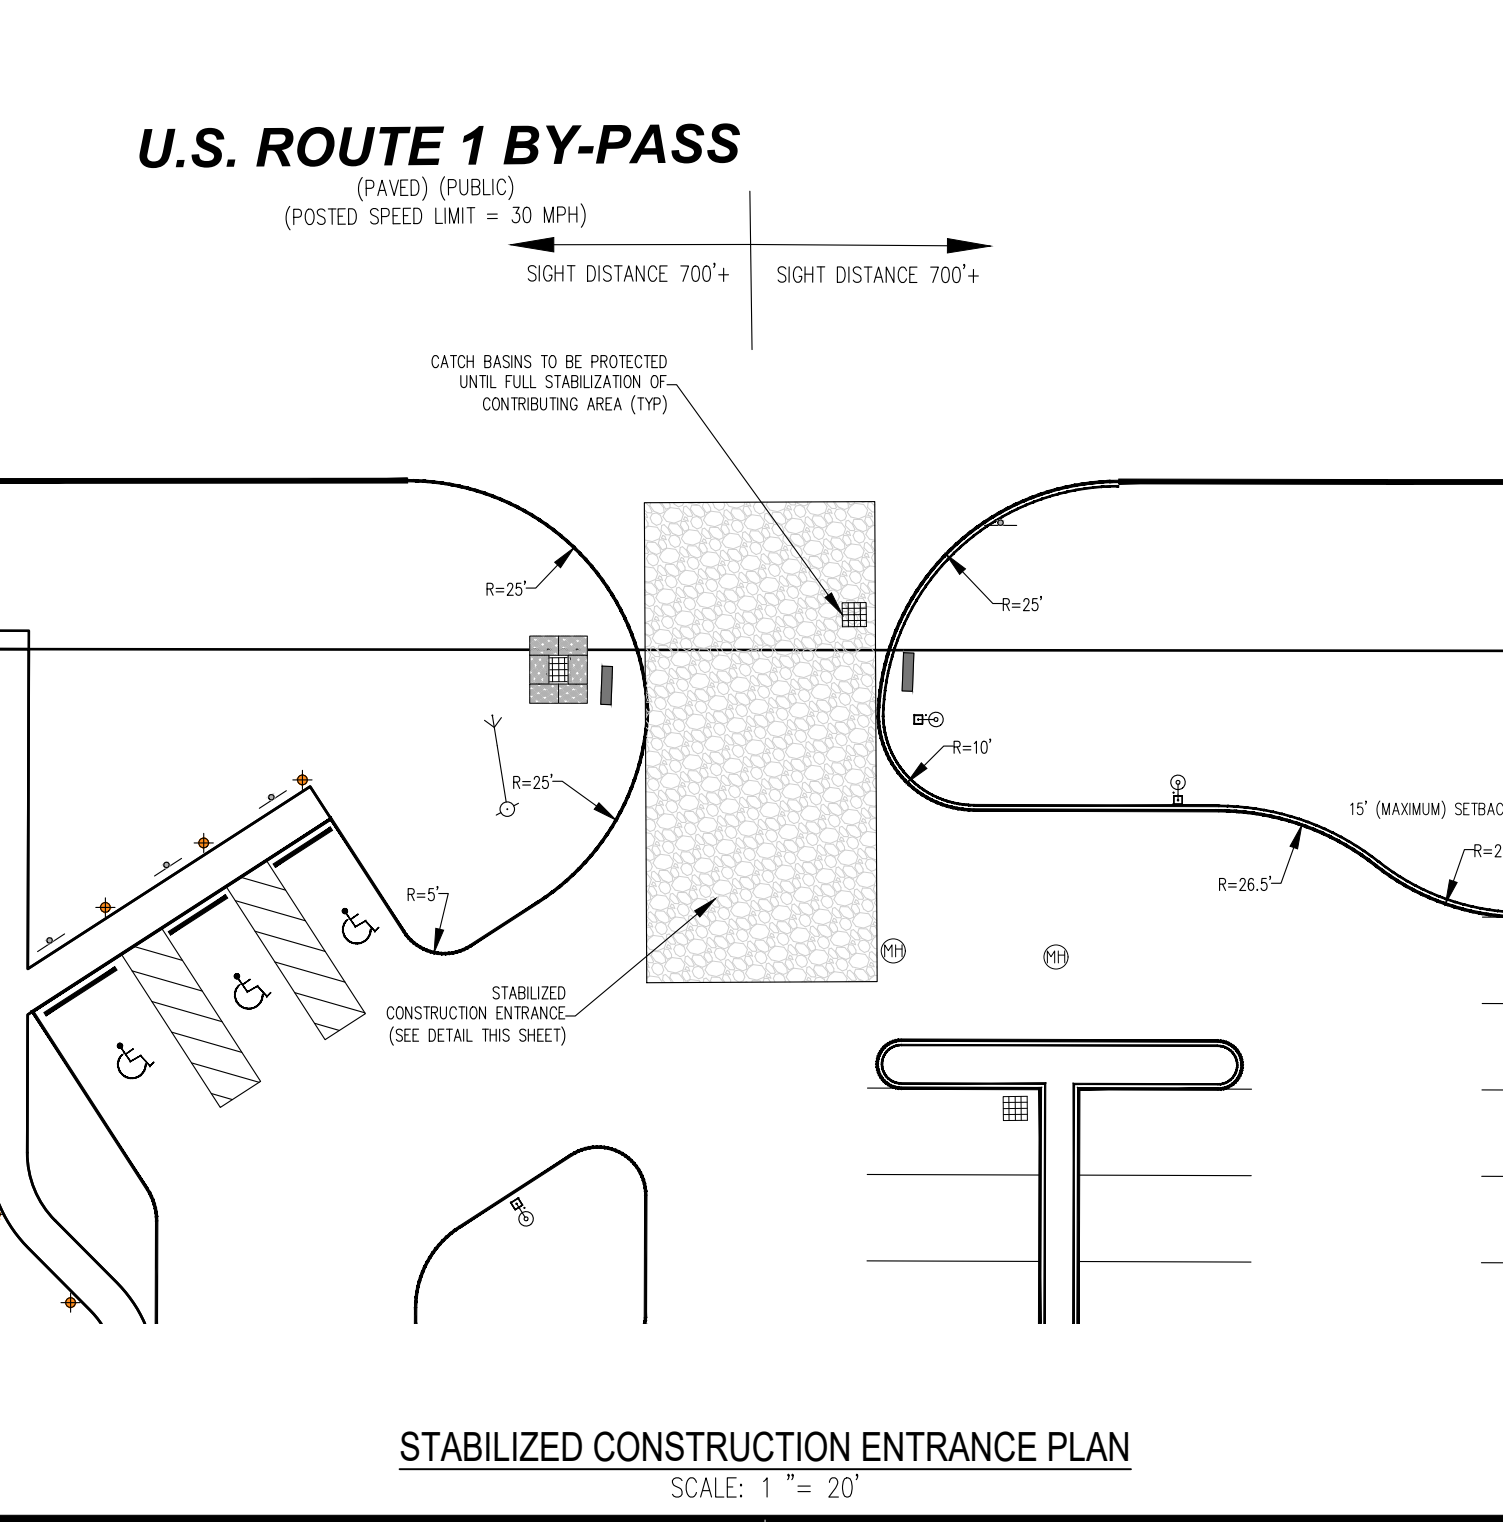 U.S. ROUTE 1 BY-PASS
(PAVED) (PUBLIC)
(POSTED SPEED LIMIT = 30 MPH)
SIGHT DISTANCE 700'+
SIGHT DISTANCE 700'+
CATCH BASINS TO BE PROTECTED
UNTIL FULL STABILIZATION OF
CONTRIBUTING AREA (TYP)
R=25'
R=25'
R=10'
R=25'
15' (MAXIMUM) SETBAC
R=2
R=26.5'
R=5'
MH
MH
STABILIZED
CONSTRUCTION ENTRANCE
(SEE DETAIL THIS SHEET)
STABILIZED CONSTRUCTION ENTRANCE PLAN
SCALE: 1 "= 20'